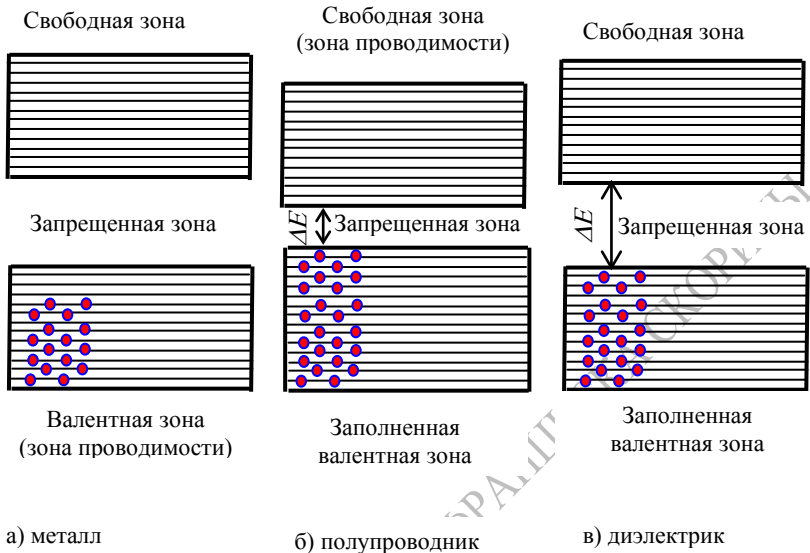 Свободная зона
Запрещенная зона
Валентная зона
(зона проводимости)
а) металл
Свободная зона
(зона проводимости)
ΔE
Запрещенная зона
Заполненная
валентная зона
б) полупроводник
Свободная зона
ΔE
Запрещенная зона
Заполненная
валентная зона
в) диэлектрик